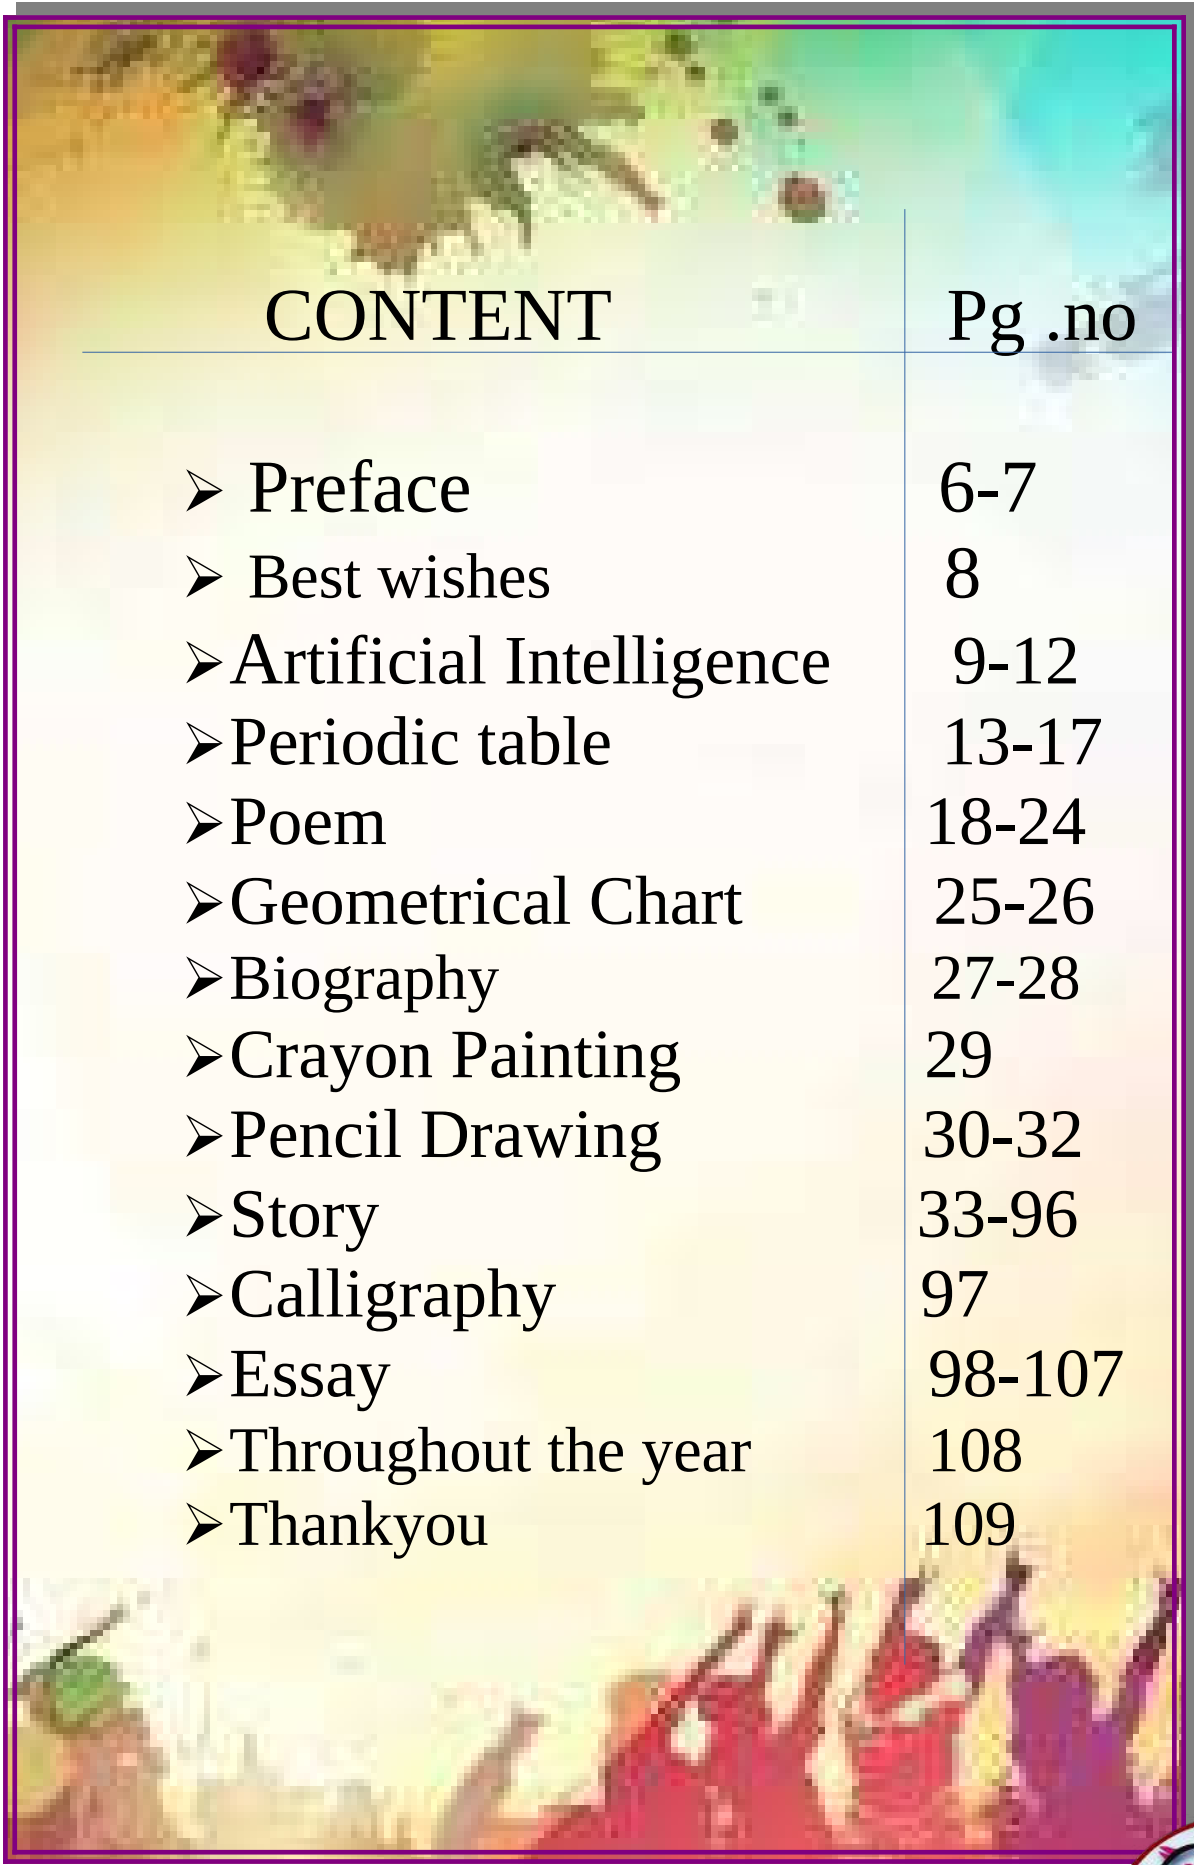 CONTENT Pg .no
➢ Preface 6-7
➢ Best wishes 8
➢Artificial Intelligence 9-12
➢Periodic table 13-17
➢Poem 18-24
➢Geometrical Chart 25-26
➢Biography 27-28
➢Crayon Painting 29
➢Pencil Drawing 30-32
➢Story 33-96
➢Calligraphy 97
➢Essay 98-107
➢Throughout the year 108
➢Thankyou 109